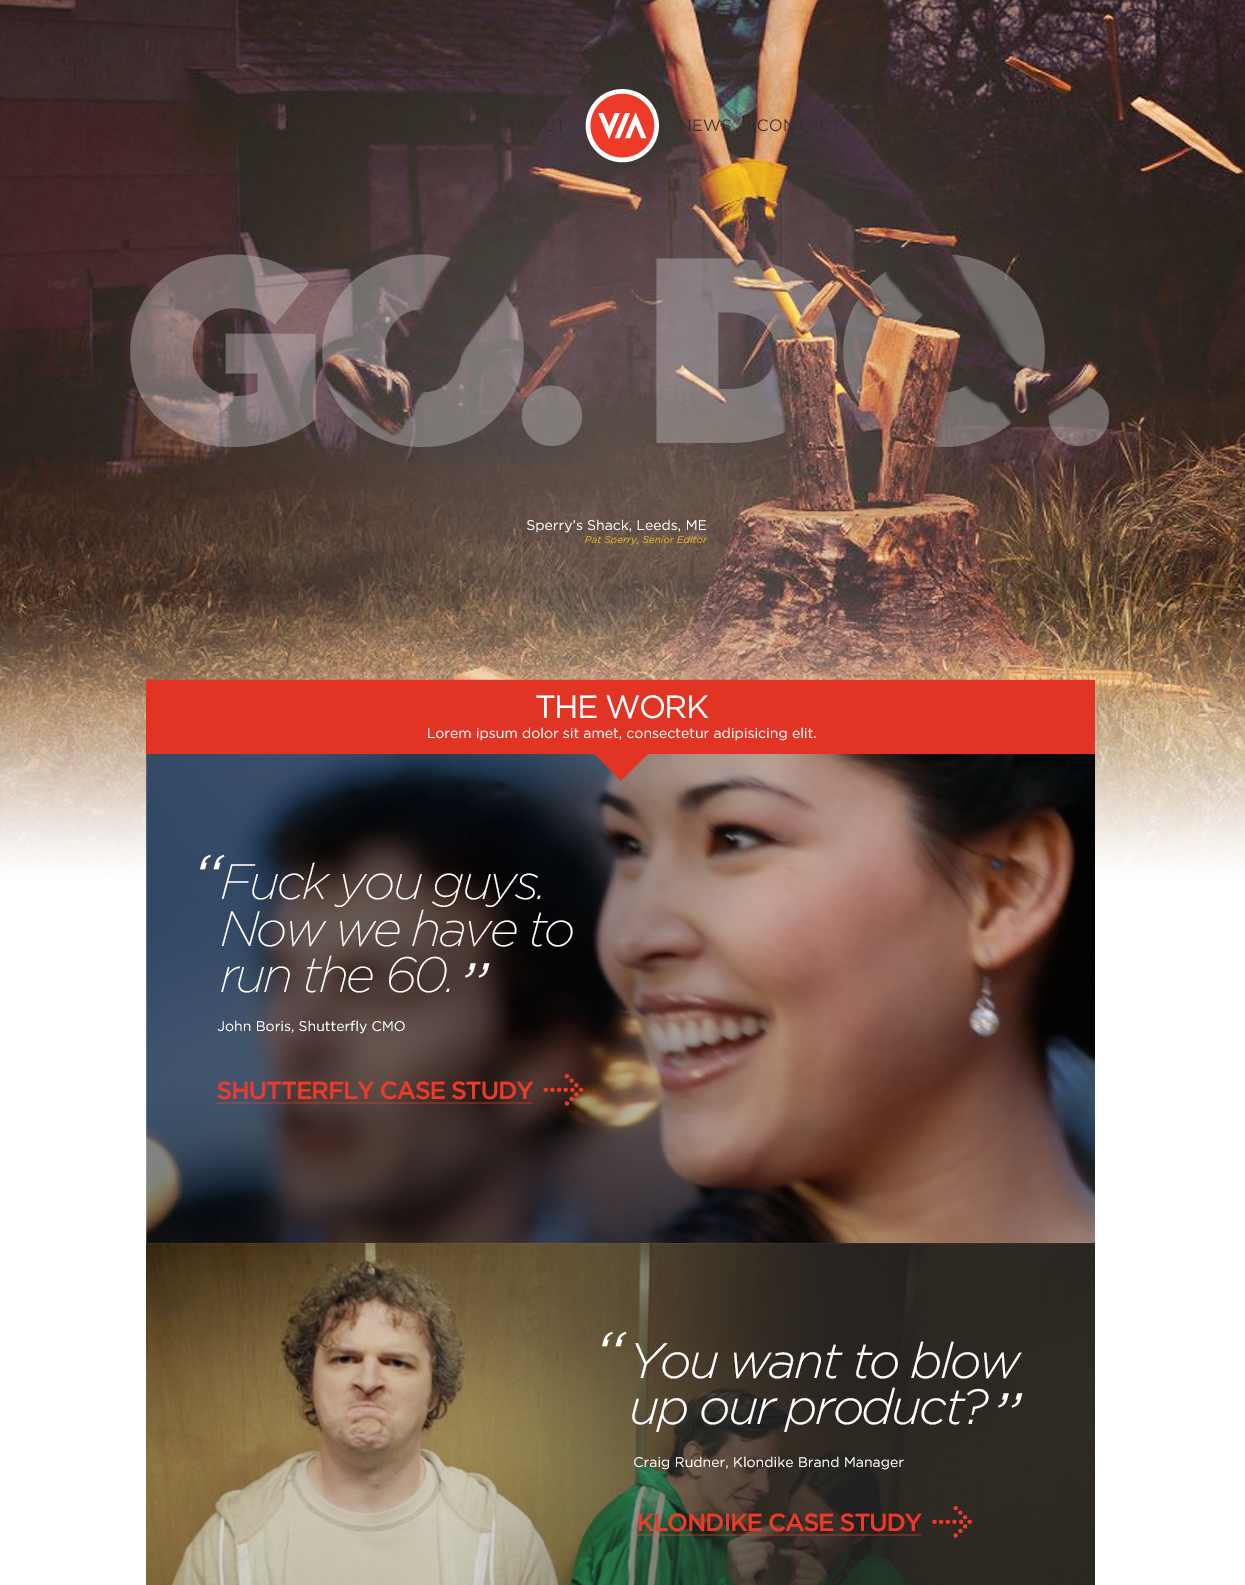 VIA
NEWS CONTACT
GO. DO.
Sperry's Shack, Leeds, ME
Pat Sperry, Senior Editor
THE WORK
Lorem ipsum dolor sit amet, consectetur adipisicing elit.
“Fuck you guys.
Now we have to
run the 60.”
John Boris, Shutterfly CMO
SHUTTERFLY CASE STUDY
“You want to blow
up our product?”
Craig Rudner, Klondike Brand Manager
KLONDIKE CASE STUDY